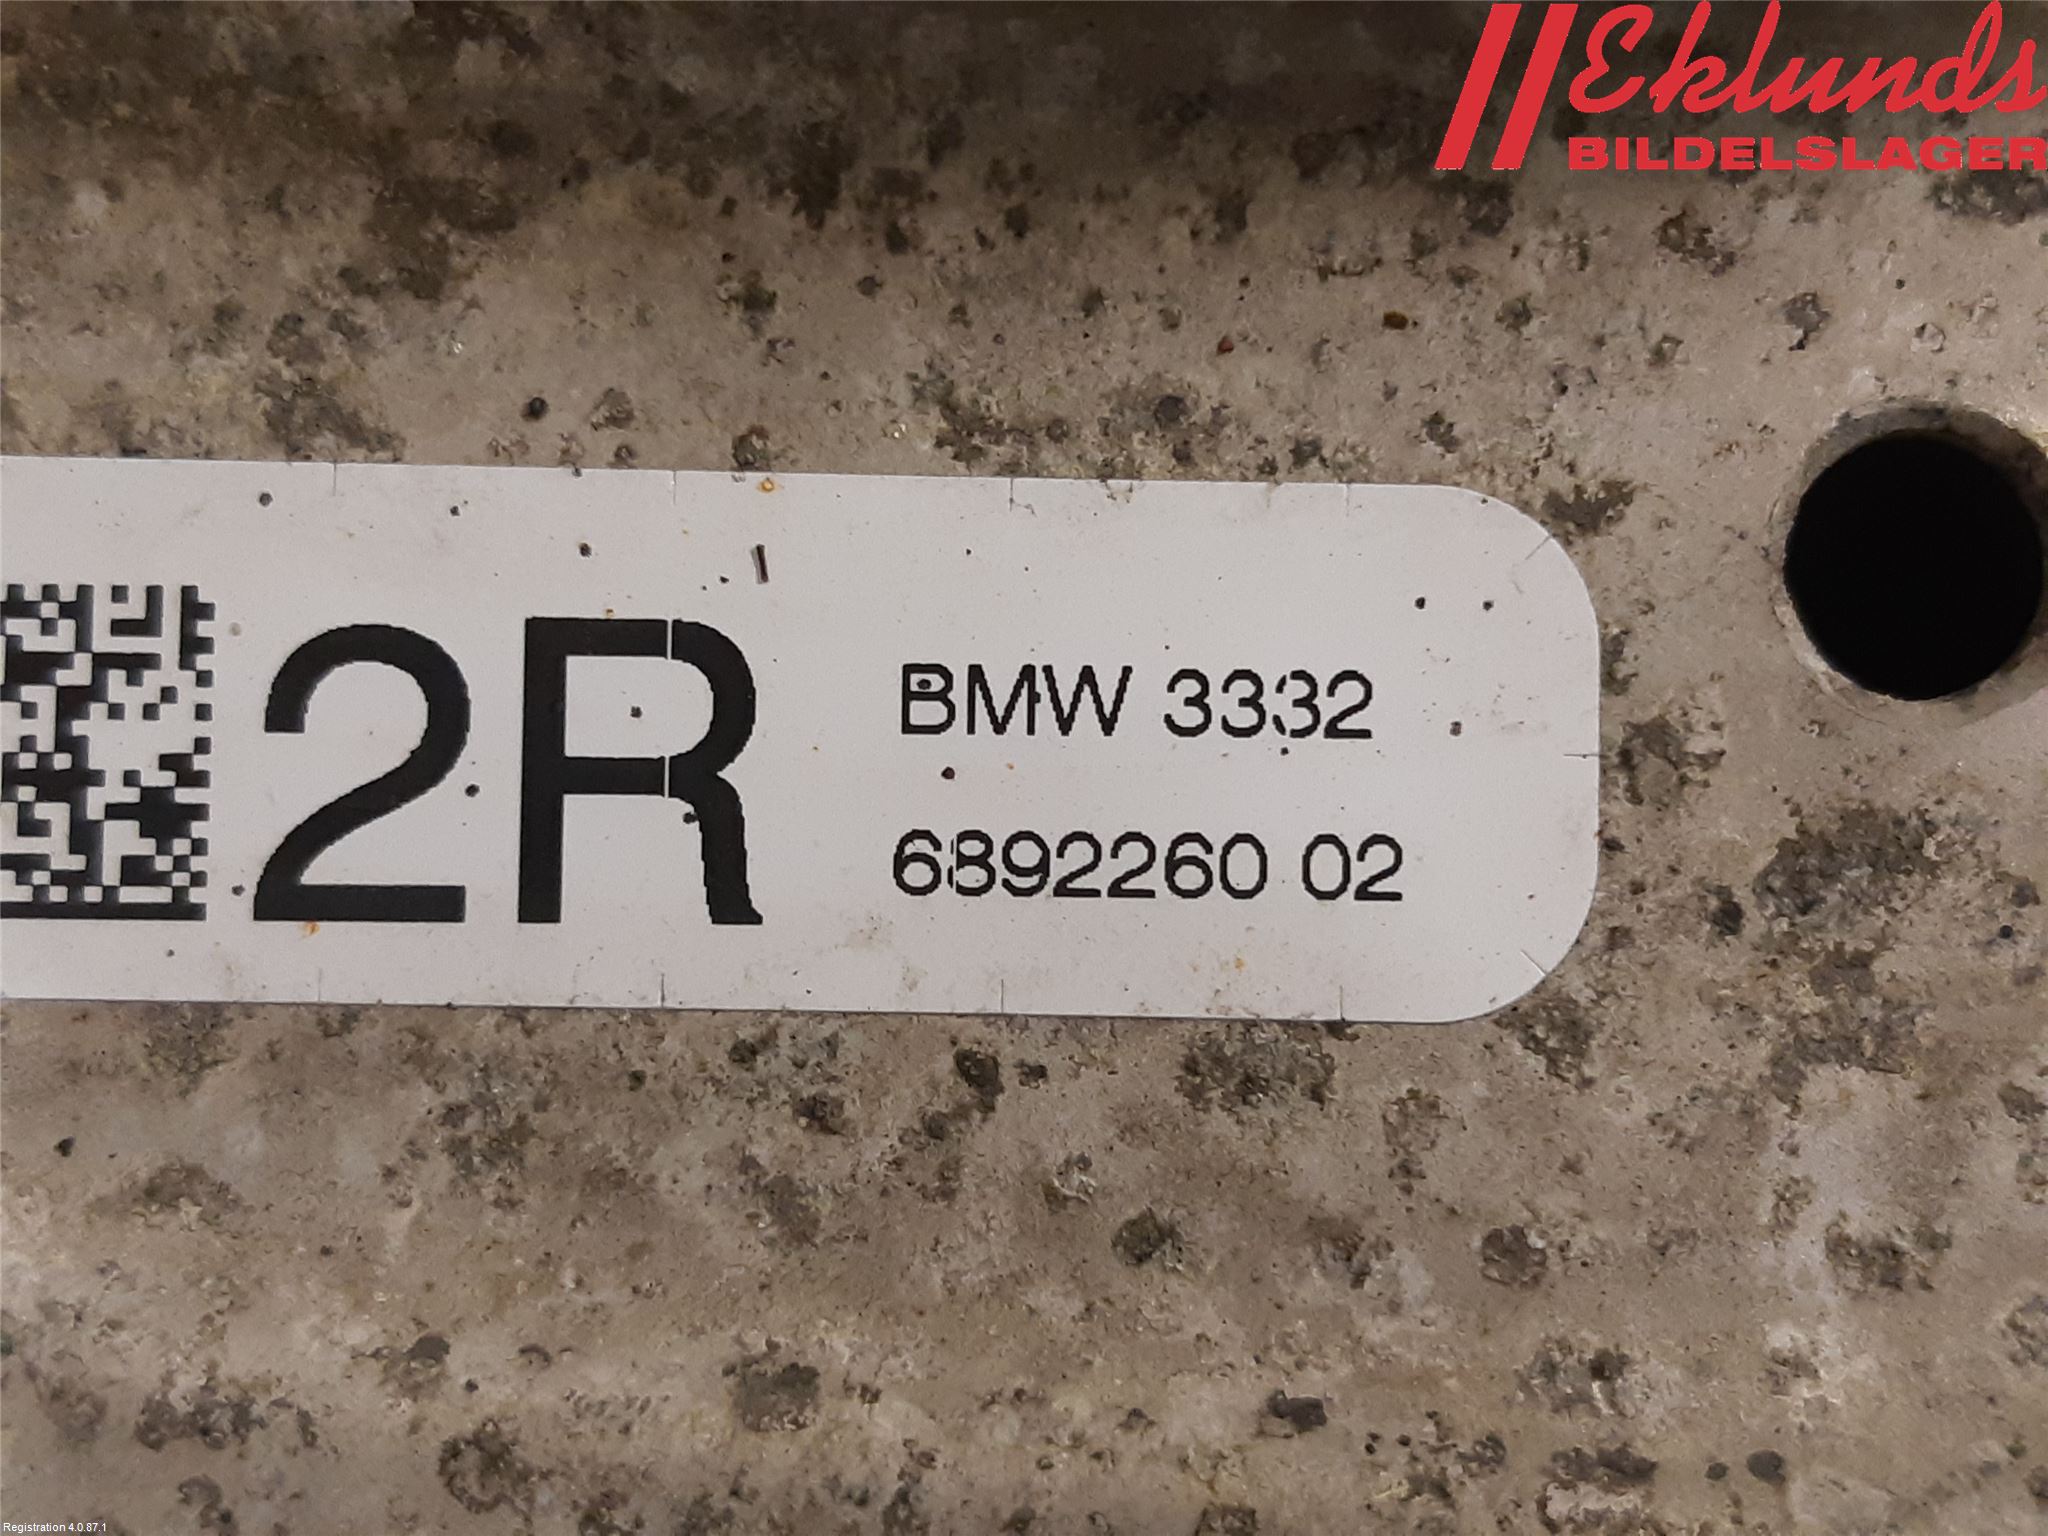 Eklunds
BILDELSLAGER
2R
BMW 3332
6892260 02
Registration 4.0.87.1